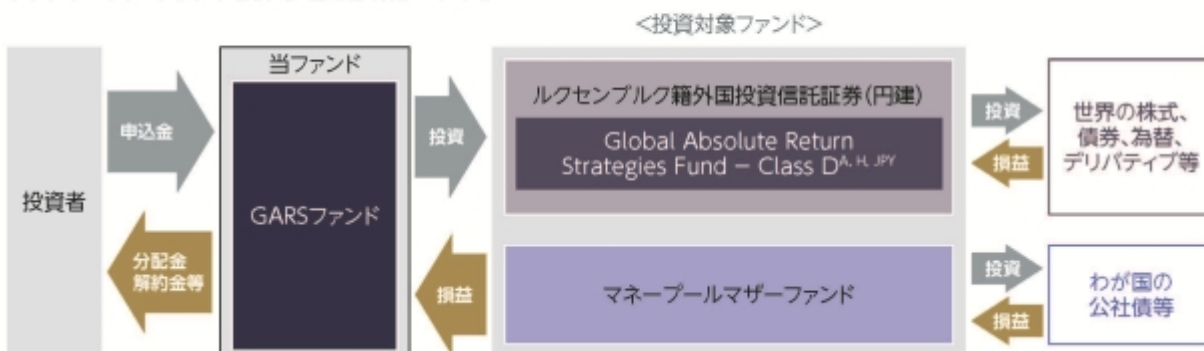 <投資対象ファンド>
投資者
申込金
分配金
解約金等
当ファンド
GARSファンド
投資
損益
ルクセンブルク籍外国投資信託証券(円建)
Global Absolute Return
Strategies Fund – Class D^A, H, JPY
マネープールマザーファンド
投資
損益
世界の株式、
債券、為替、
デリバティブ等
投資
損益
わが国の
公社債等